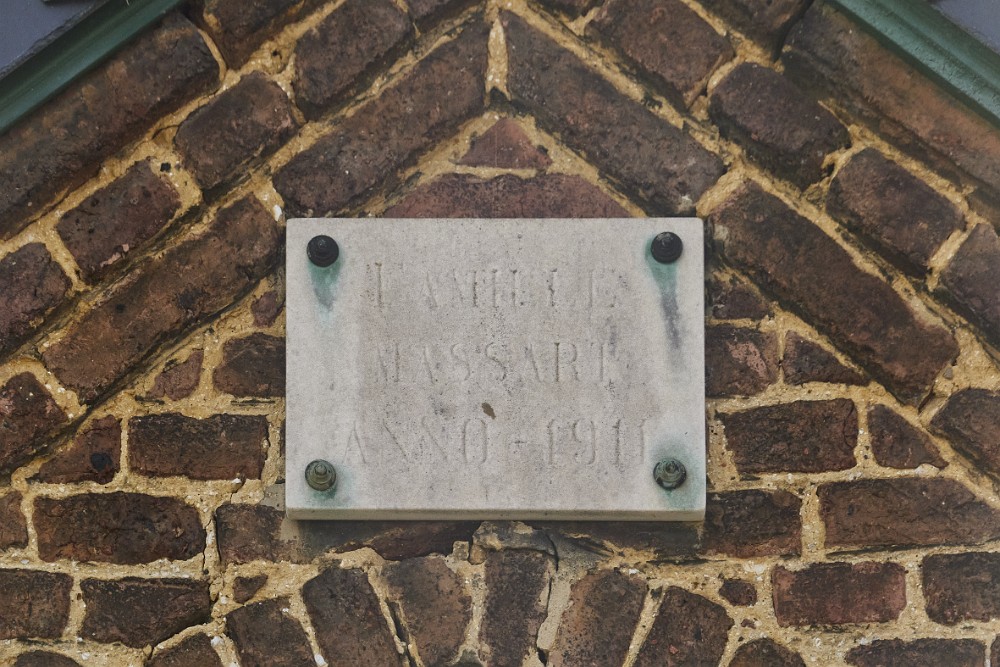 FAMILLE
MASSART
ANNO - 1911